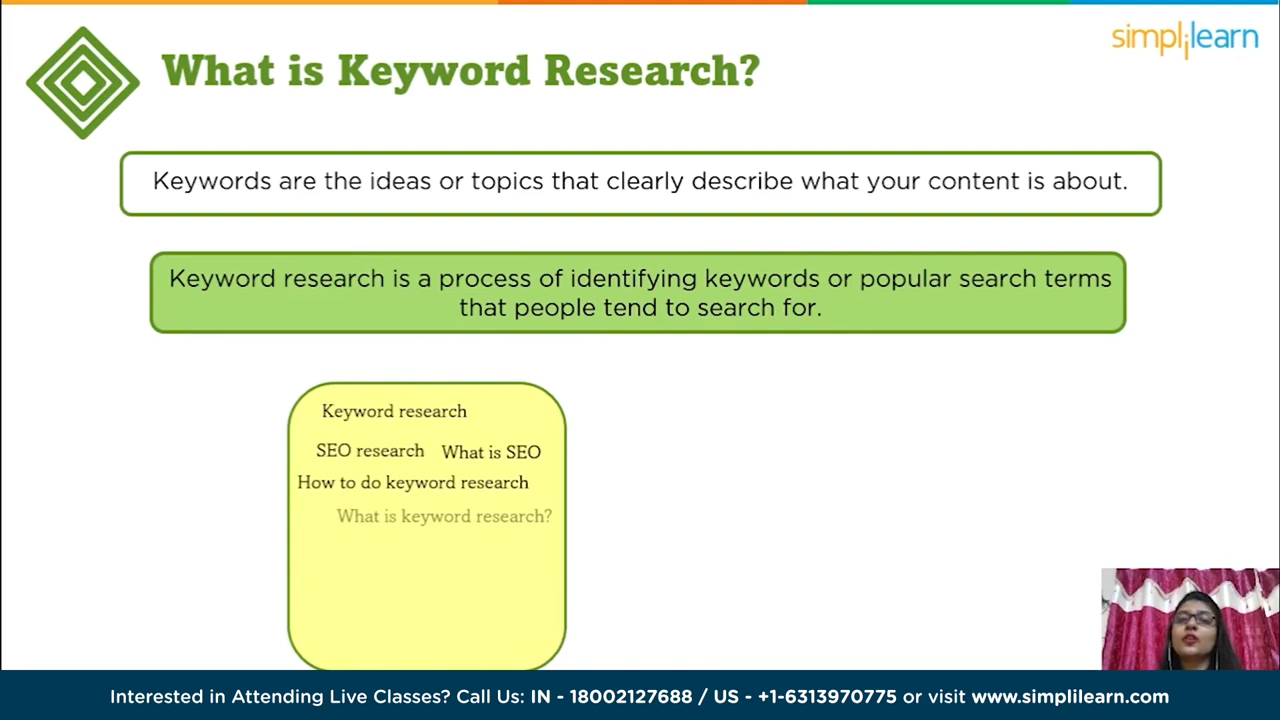 simplilearn
What is Keyword Research?
Keywords are the ideas or topics that clearly describe what your content is about.
Keyword research is a process of identifying keywords or popular search terms
that people tend to search for.
Keyword research
SEO research What is SEO
How to do keyword research
What is keyword research?
Interested in Attending Live Classes? Call Us: IN - 18002127688 / US - +1-6313970775 or visit www.simplilearn.com